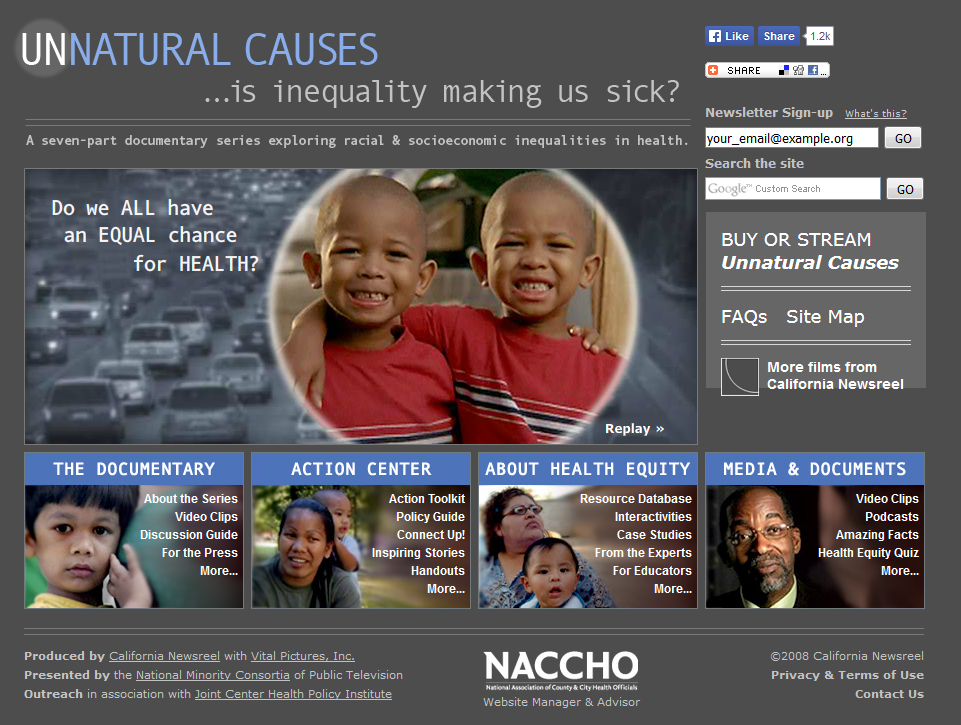 UNNATURAL CAUSES
...is inequality making us sick?
A seven-part documentary series exploring racial & socioeconomic inequalities in health.
Like
Share
1.2k
SHARE
...
Newsletter Sign-up What's this?
your_email@example.org
GO
Search the site
Google™ Custom Search
GO
Do we ALL have
an EQUAL chance
for HEALTH?
Replay »
BUY OR STREAM
Unnatural Causes
FAQs Site Map
More films from
California Newsreel
THE DOCUMENTARY
About the Series
Video Clips
Discussion Guide
For the Press
More...
ACTION CENTER
Action Toolkit
Policy Guide
Connect Up!
Inspiring Stories
Handouts
More...
ABOUT HEALTH EQUITY
Resource Database
Interactivities
Case Studies
From the Experts
For Educators
More...
MEDIA & DOCUMENTS
Video Clips
Podcasts
Amazing Facts
Health Equity Quiz
More...
Produced by California Newsreel with Vital Pictures, Inc.
Presented by the National Minority Consortia of Public Television
Outreach in association with Joint Center Health Policy Institute
NACCHO
National Association of County & City Health Officials
Website Manager & Advisor
©2008 California Newsreel
Privacy & Terms of Use
Contact Us